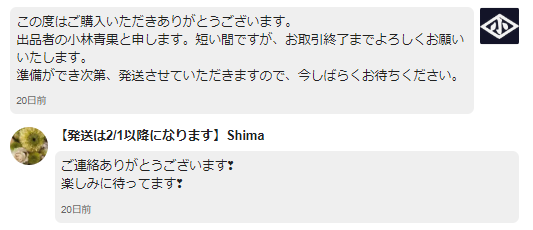 この度はご購入いただきありがとうございます。
出品者の小林青果と申します。短い間ですが、お取引終了までよろしくお願い
いたします。
準備ができ次第、発送させていただきますので、今しばらくお待ちください。
20日前
小
【発送は2/1以降になります】 Shima
ご連絡ありがとうございます❣
楽しみに待ってます❣
20日前